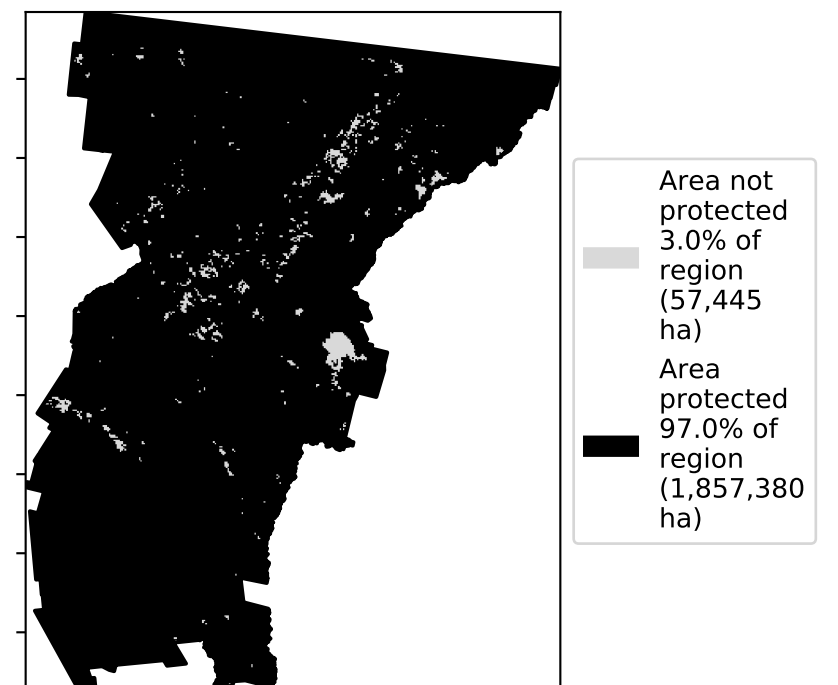 Area not
protected
3.0% of
region
(57,445
ha)
Area
protected
97.0% of
region
(1,857,380
ha)